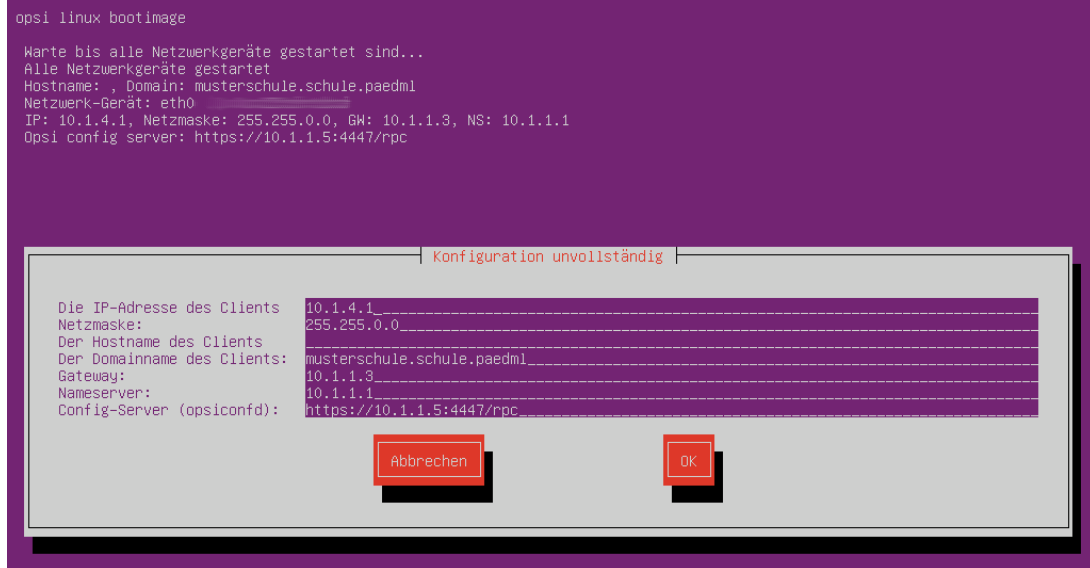 opsi linux bootimage
Warte bis alle Netzwerkgeräte gestartet sind...
Alle Netzwerkgeräte gestartet
Hostname: , Domain: musterschule.schule.paedml
Netzwerk-Gerät: eth0
IP: 10.1.4.1, Netzmaske: 255.255.0.0, GW: 10.1.1.3, NS: 10.1.1.1
Opsi config server: https://10.1.1.5:4447/rpc
Konfiguration unvollständig
Die IP-Adresse des Clients 10.1.4.1
Netzmaske: 255.255.0.0
Der Hostname des Clients
Der Domainname des Clients: musterschule.schule.paedml
Gateway: 10.1.1.3
Nameserver: 10.1.1.1
Config-Server (opsiconfd): https://10.1.1.5:4447/rpc
Abbrechen OK